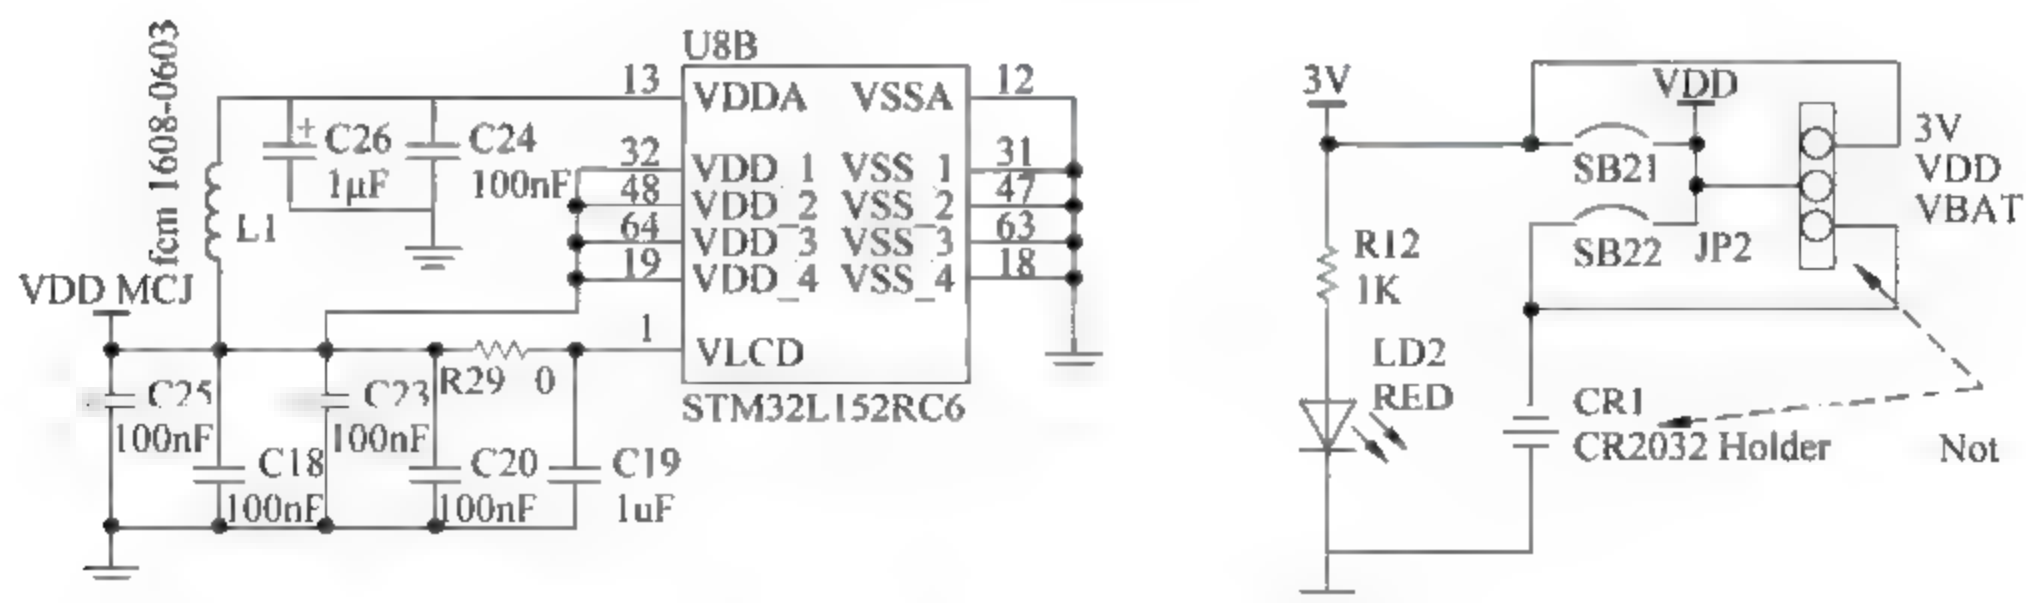 U8B
fcm 1608-0603
13 VDDA VSSA 12
+ C26 C24
1μF 100nF
32 VDD_1 VSS_1 31
48 VDD_2 VSS_2 47
64 VDD_3 VSS_3 63
19 VDD_4 VSS_4 18
L1
VDD MCJ
1 VLCD
R29 0
STM32L152RC6
C25 C23
100nF 100nF
C18 C20 C19
100nF 100nF 1uF
3V VDD
3V
SB21 VDD
VBAT
R12 SB22 JP2
1K
LD2
RED
CR1
CR2032 Holder Not